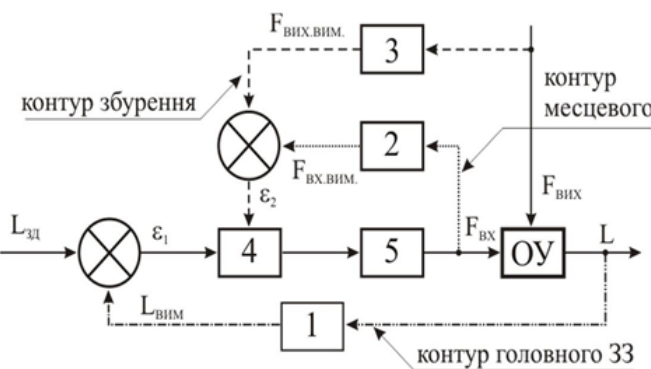 Fвих.вим.
3
контур збурення
контур
месцевого
2
Fвх.вим.
Fвих
ε2
Lзд
ε1
4
5
Fвх
ОУ
L
Lвим
1
контур головного ЗЗ